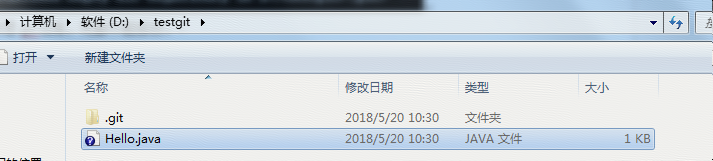 计算机 软件 (D:) testgit
打开 新建文件夹
名称 修改日期 类型 大小
.git 2018/5/20 10:30 文件夹
Hello.java 2018/5/20 10:30 JAVA 文件 1 KB